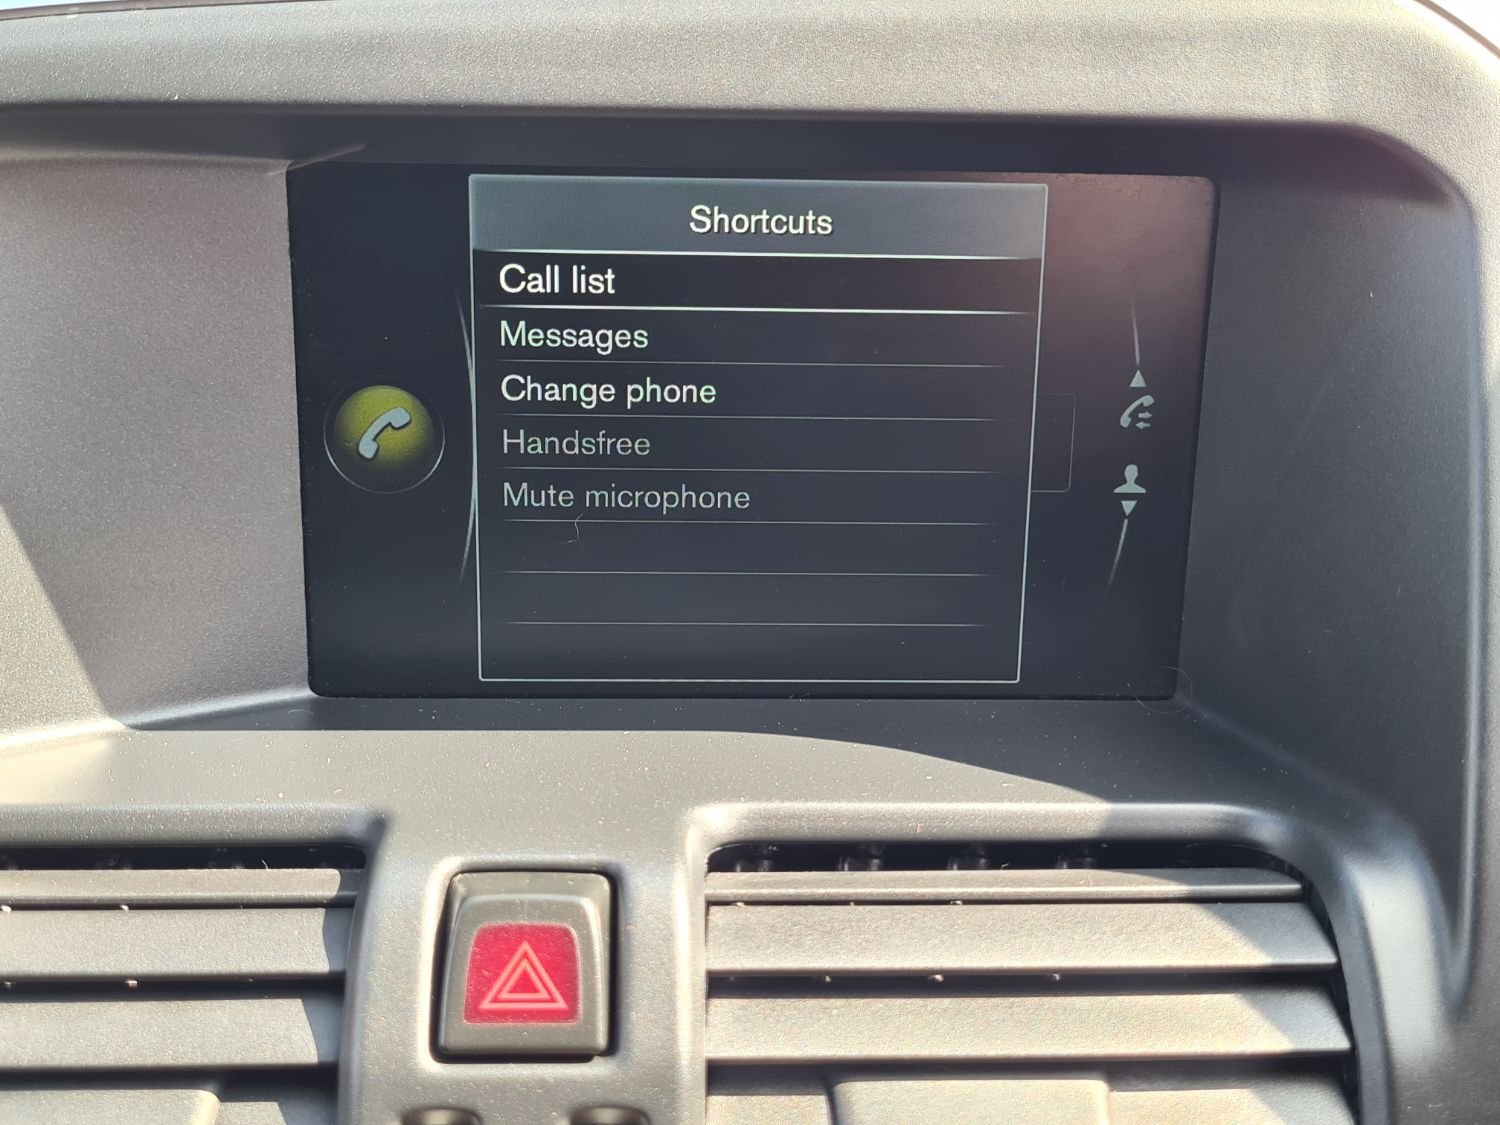 Shortcuts
Call list
Messages
Change phone
Handsfree
Mute microphone